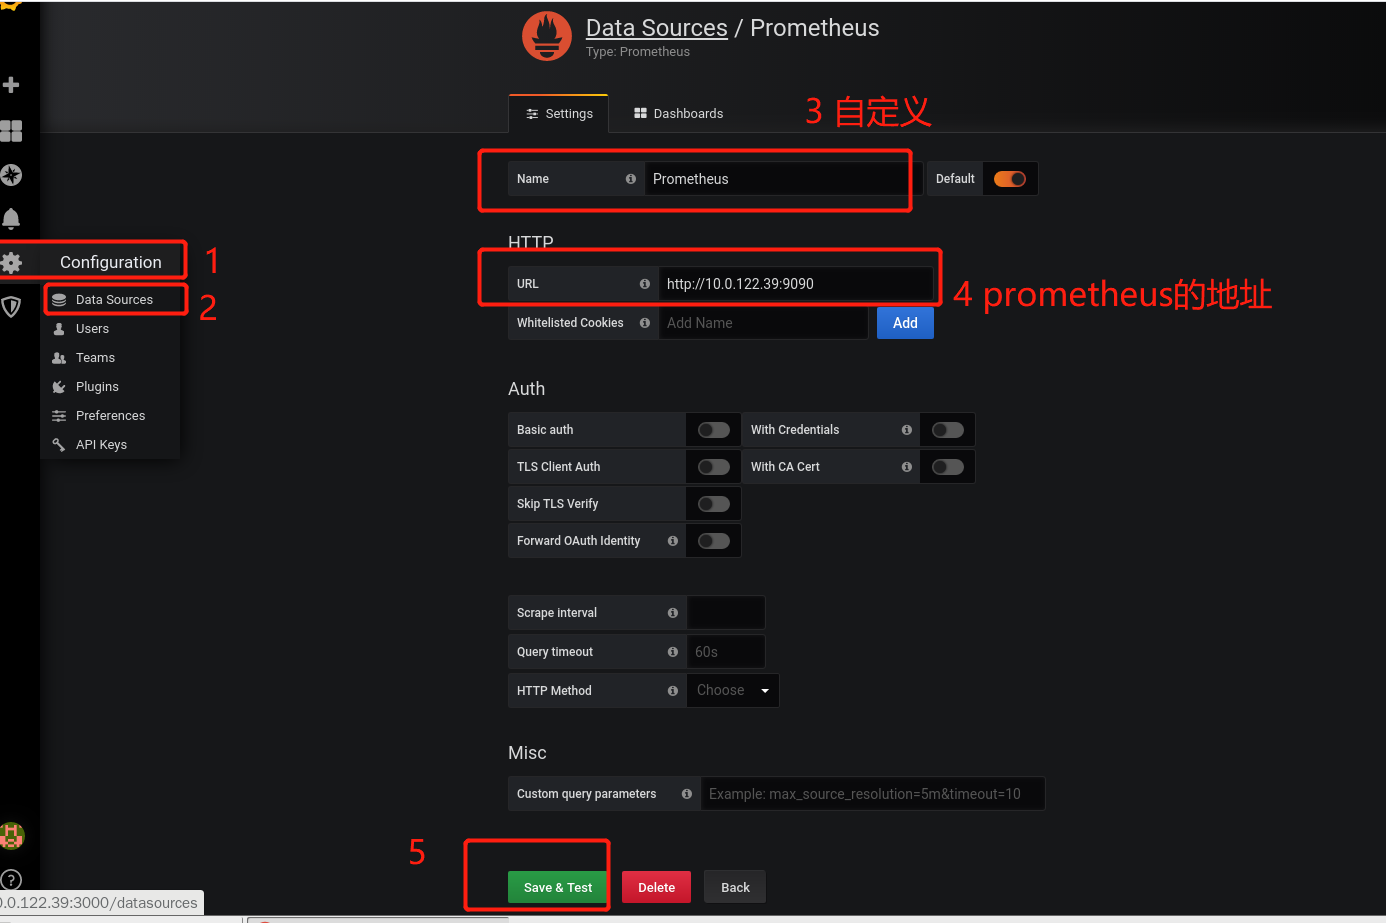 Data Sources / Prometheus
Type: Prometheus
Settings
Dashboards
3 自定义
Name
Prometheus
Default
HTTP
Configuration
1
URL
http://10.0.122.39:9090
4 prometheus的地址
Data Sources
2
Whitelisted Cookies
Add Name
Add
Users
Teams
Plugins
Preferences
API Keys
Auth
Basic auth
With Credentials
TLS Client Auth
With CA Cert
Skip TLS Verify
Forward OAuth Identity
Scrape interval
Query timeout
60s
HTTP Method
Choose
Misc
Custom query parameters
Example: max_source_resolution=5m&timeout=10
5
Save & Test
Delete
Back
0.0.122.39:3000/datasources